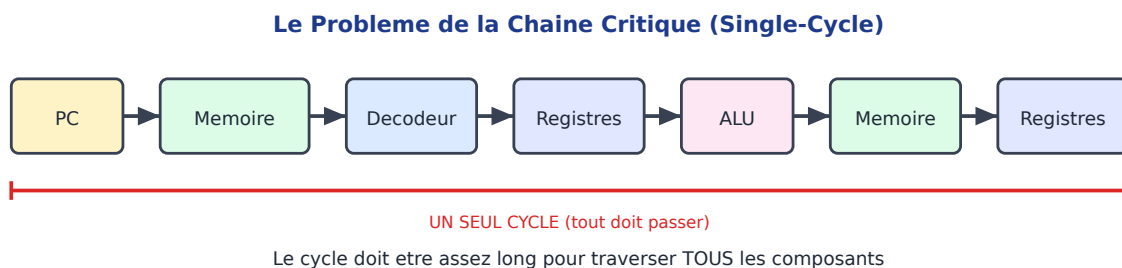 Le Probleme de la Chaine Critique (Single-Cycle)
PC
Memoire
Decodeur
Registres
ALU
Memoire
Registres
UN SEUL CYCLE (tout doit passer)
Le cycle doit etre assez long pour traverser TOUS les composants